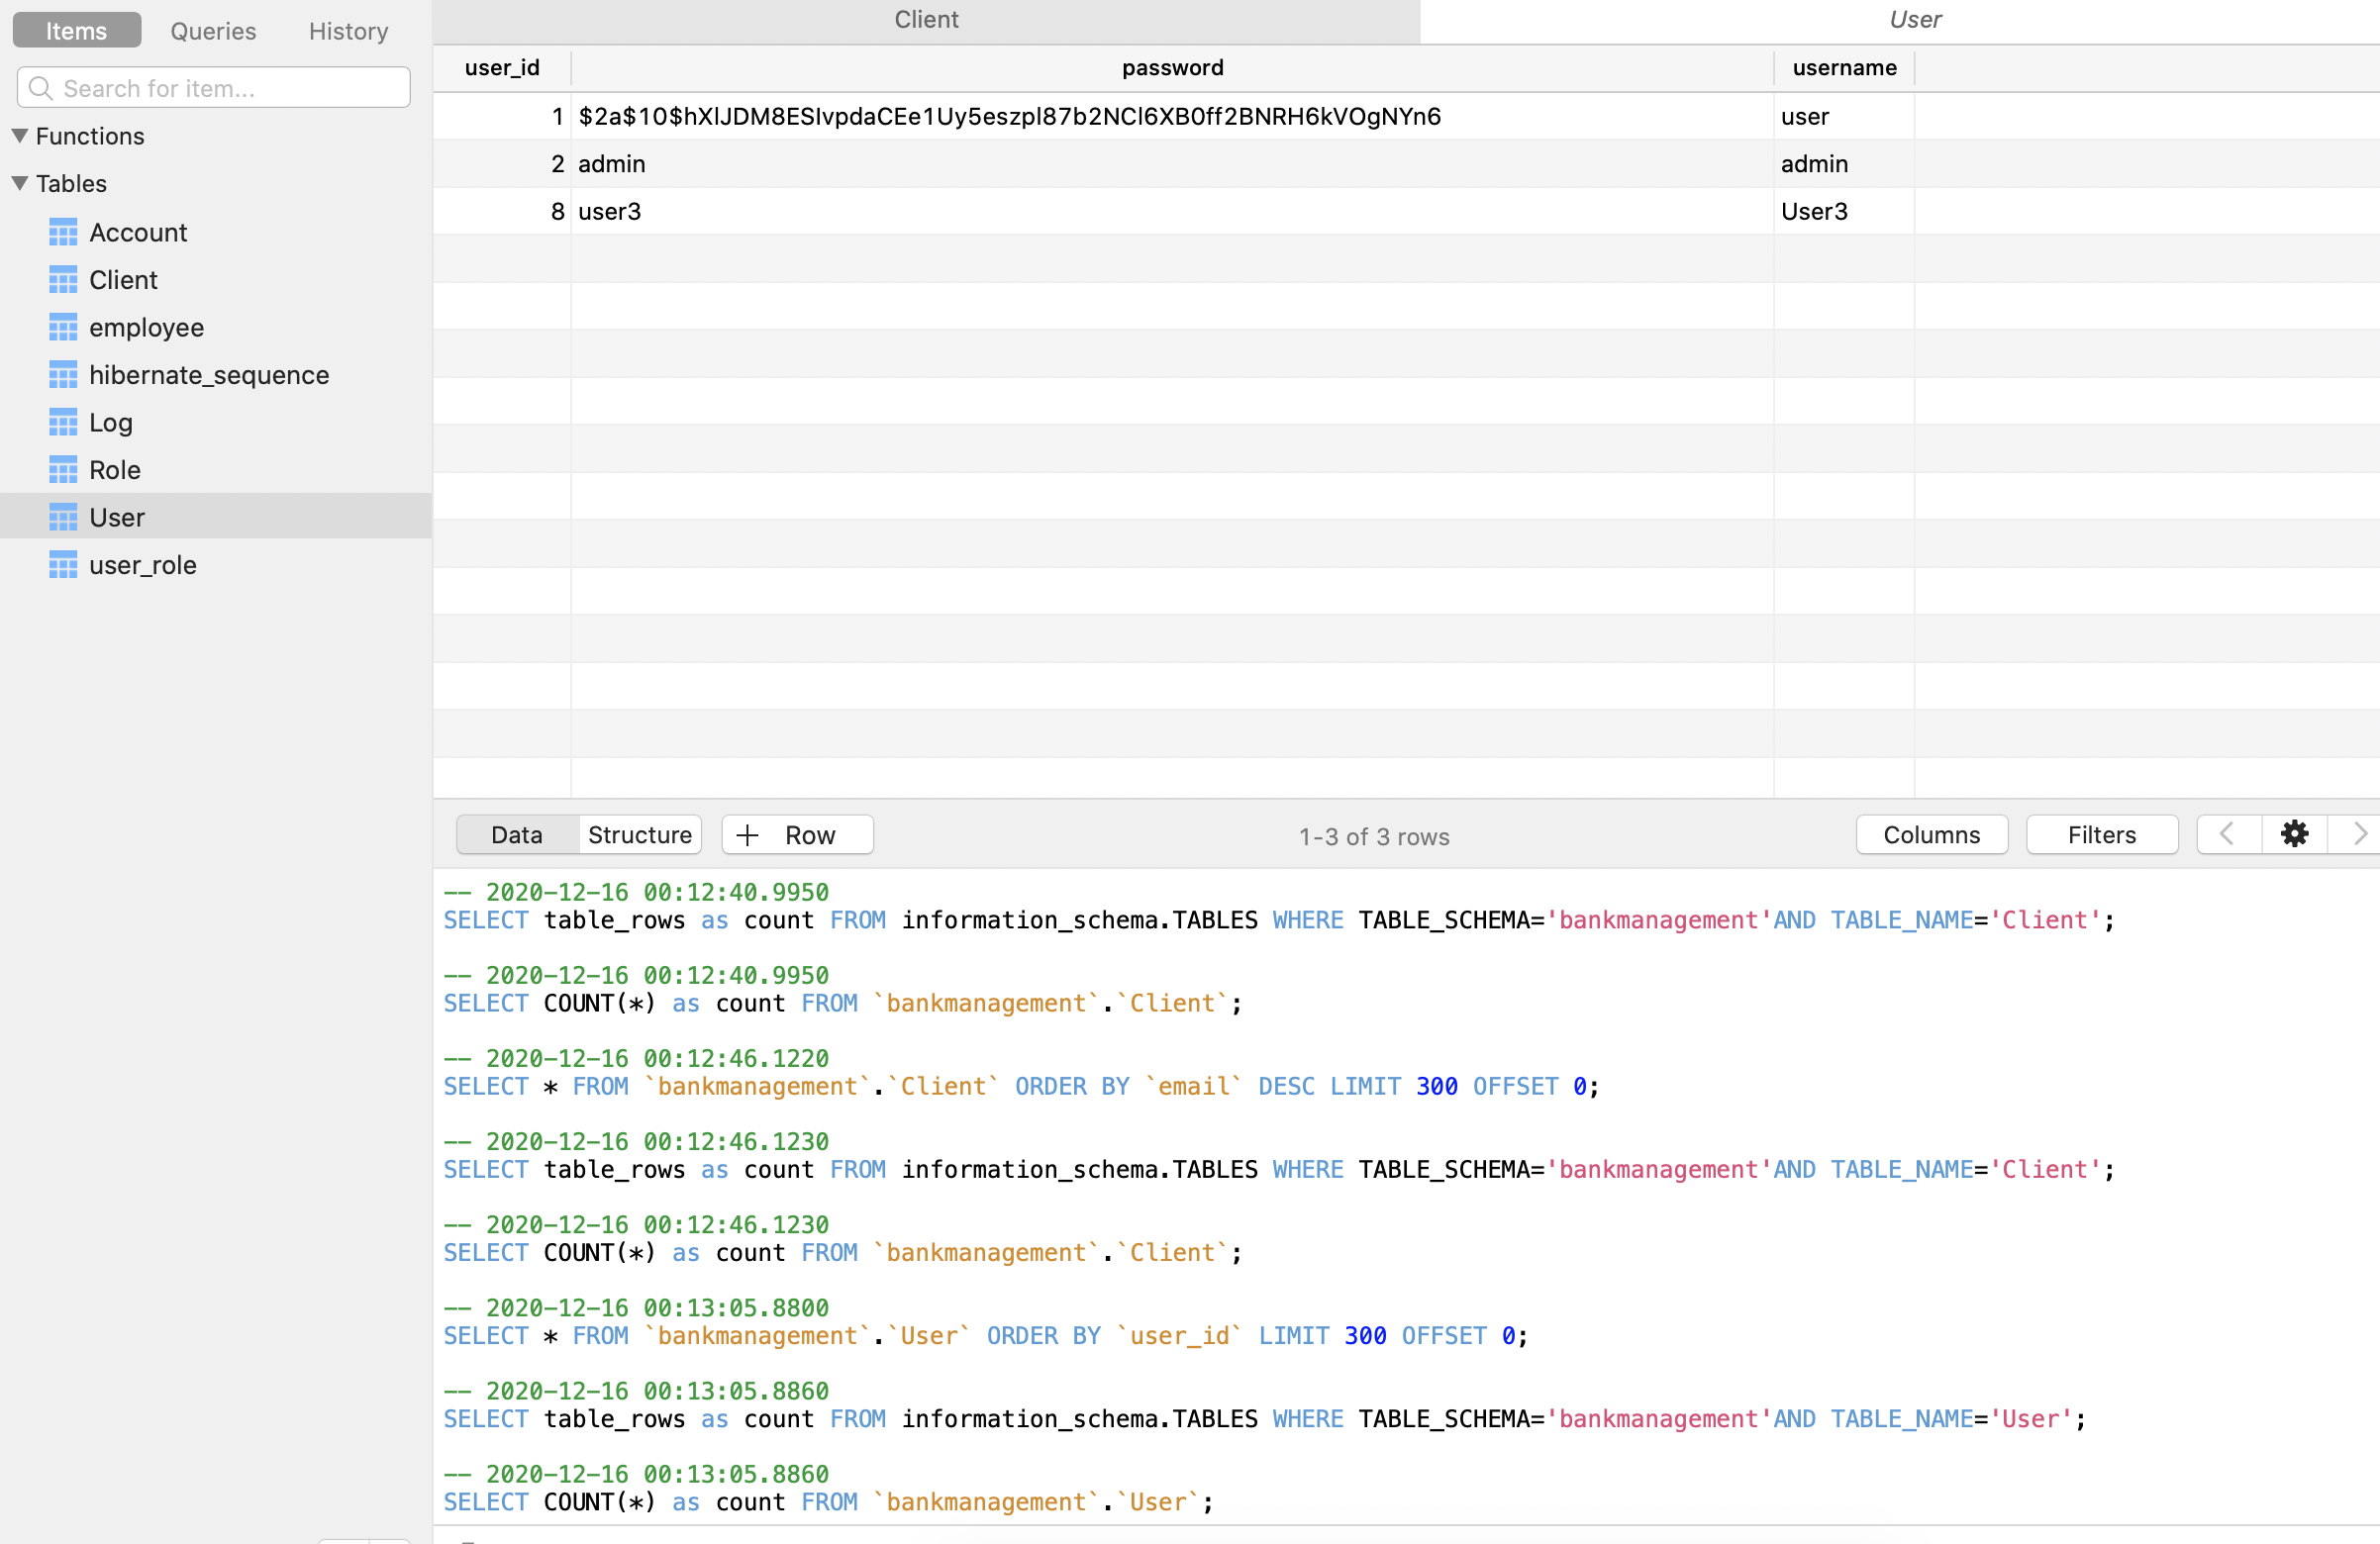 Items Queries History
Search for item...
Functions
Tables
Account
Client
employee
hibernate_sequence
Log
Role
User
user_role
Client User
user_id password username
1 $2a$10$hXlJDM8ESIvpdaCEe1Uy5eszpl87b2NCl6XB0ff2BNRH6kVOgNYn6 user
2 admin admin
8 user3 User3
Data Structure + Row 1-3 of 3 rows Columns Filters
-- 2020-12-16 00:12:40.9950
SELECT table_rows as count FROM information_schema.TABLES WHERE TABLE_SCHEMA='bankmanagement'AND TABLE_NAME='Client';
-- 2020-12-16 00:12:40.9950
SELECT COUNT(*) as count FROM `bankmanagement`.`Client`;
-- 2020-12-16 00:12:46.1220
SELECT * FROM `bankmanagement`.`Client` ORDER BY `email` DESC LIMIT 300 OFFSET 0;
-- 2020-12-16 00:12:46.1230
SELECT table_rows as count FROM information_schema.TABLES WHERE TABLE_SCHEMA='bankmanagement'AND TABLE_NAME='Client';
-- 2020-12-16 00:12:46.1230
SELECT COUNT(*) as count FROM `bankmanagement`.`Client`;
-- 2020-12-16 00:13:05.8800
SELECT * FROM `bankmanagement`.`User` ORDER BY `user_id` LIMIT 300 OFFSET 0;
-- 2020-12-16 00:13:05.8860
SELECT table_rows as count FROM information_schema.TABLES WHERE TABLE_SCHEMA='bankmanagement'AND TABLE_NAME='User';
-- 2020-12-16 00:13:05.8860
SELECT COUNT(*) as count FROM `bankmanagement`.`User`;